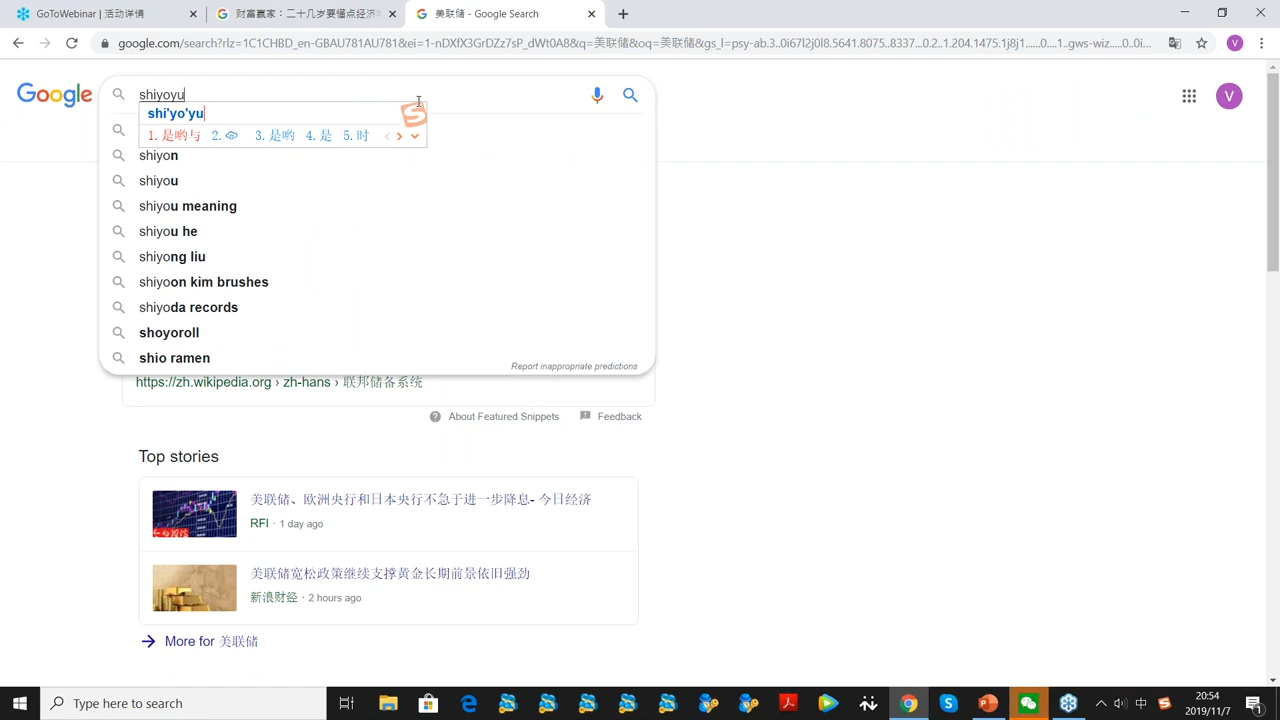 GoToWebinar | 活动详情
财富赢家：二十几岁要懂点经济
美联储 - Google Search
google.com/search?rlz=1C1CHBD_en-GBAU781AU781&ei=1-nDXfX3GrDZz7sP_dWt0A8&q=美联储&oq=美联储&gs_l=psy-ab.3..0i67l2j0l8.5641.8075..8337...0.2..1.204.1475.1j8j1......0....1..gws-wiz.....0..0i...
V
Google
shiyoyu
V
shi'yo'yu
1.是哟与 2. 3.是哟 4.是 5.时
shiyon
shiyou
shiyou meaning
shiyou he
shiyong liu
shiyoon kim brushes
shiyoda records
shoyoroll
shio ramen
Report inappropriate predictions
https://zh.wikipedia.org › zh-hans › 联邦储备系统
About Featured Snippets Feedback
Top stories
美联储、欧洲央行和日本央行不急于进一步降息- 今日经济
RFI · 1 day ago
美联储宽松政策继续支撑黄金长期前景依旧强劲
新浪财经 · 2 hours ago
More for 美联储
Type here to search
中
20:54
2019/11/7